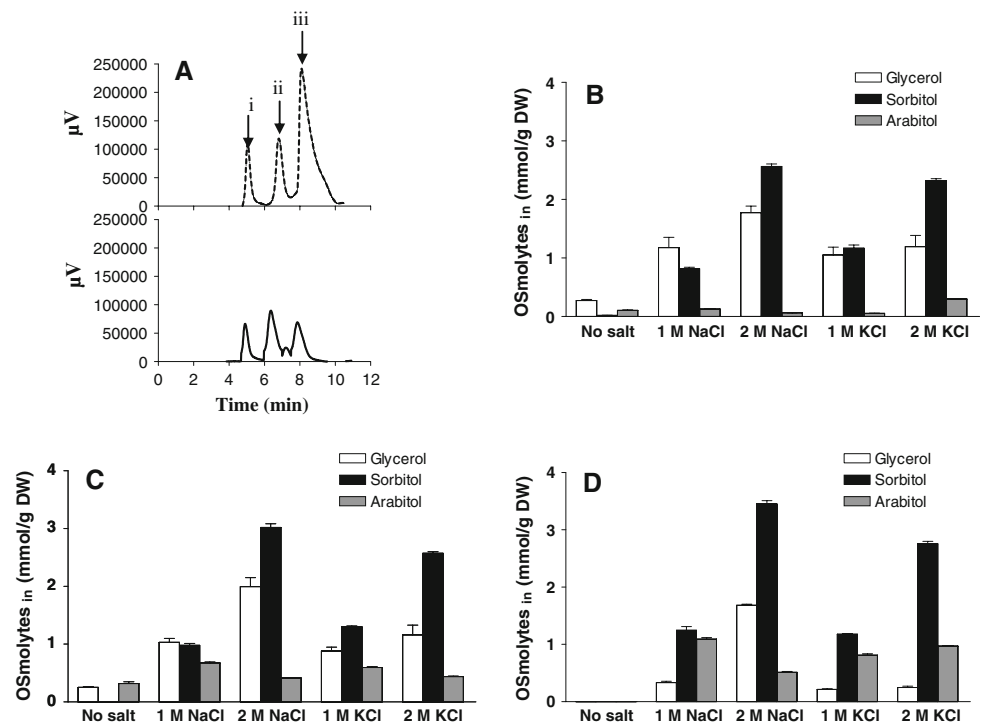 A
i
ii
iii
250000
200000
150000
100000
50000
0
µV
250000
200000
150000
100000
50000
0
µV
0 2 4 6 8 10 12
Time (min)
B
Glycerol
Sorbitol
Arabitol
4
3
2
1
0
OSmolytes in (mmol/g DW)
No salt 1 M NaCl 2 M NaCl 1 M KCl 2 M KCl
C
Glycerol
Sorbitol
Arabitol
4
3
2
1
0
OSmolytes in (mmol/g DW)
No salt 1 M NaCl 2 M NaCl 1 M KCl 2 M KCl
D
Glycerol
Sorbitol
Arabitol
4
3
2
1
0
OSmolytes in (mmol/g DW)
No salt 1 M NaCl 2 M NaCl 1 M KCl 2 M KCl